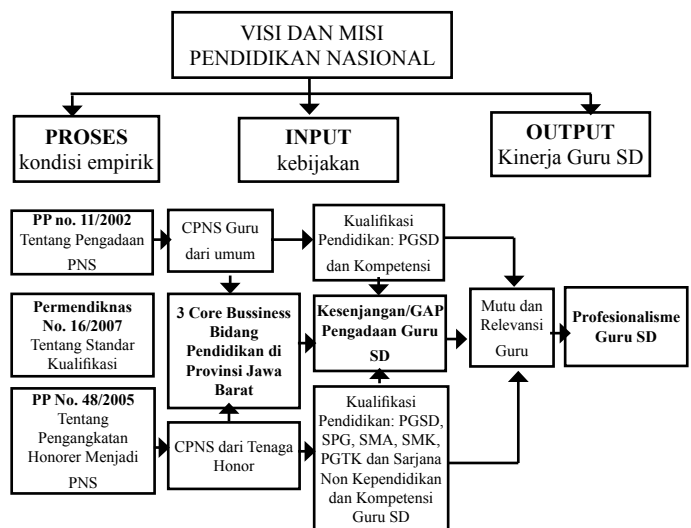 VISI DAN MISI
PENDIDIKAN NASIONAL
PROSES
kondisi empirik
INPUT
kebijakan
OUTPUT
Kinerja Guru SD
PP no. 11/2002
Tentang Pengadaan
PNS
CPNS Guru
dari umum
Kualifikasi
Pendidikan: PGSD
dan Kompetensi
Permendiknas
No. 16/2007
Tentang Standar
Kualifikasi
3 Core Bussiness
Bidang
Pendidikan di
Provinsi Jawa
Barat
Kesenjangan/GAP
Pengadaan Guru
SD
Mutu dan
Relevansi
Guru
Profesionalisme
Guru SD
PP No. 48/2005
Tentang
Pengangkatan
Honorer Menjadi
PNS
CPNS dari Tenaga
Honor
Kualifikasi
Pendidikan: PGSD,
SPG, SMA, SMK,
PGTK dan Sarjana
Non Kependidikan
dan Kompetensi
Guru SD